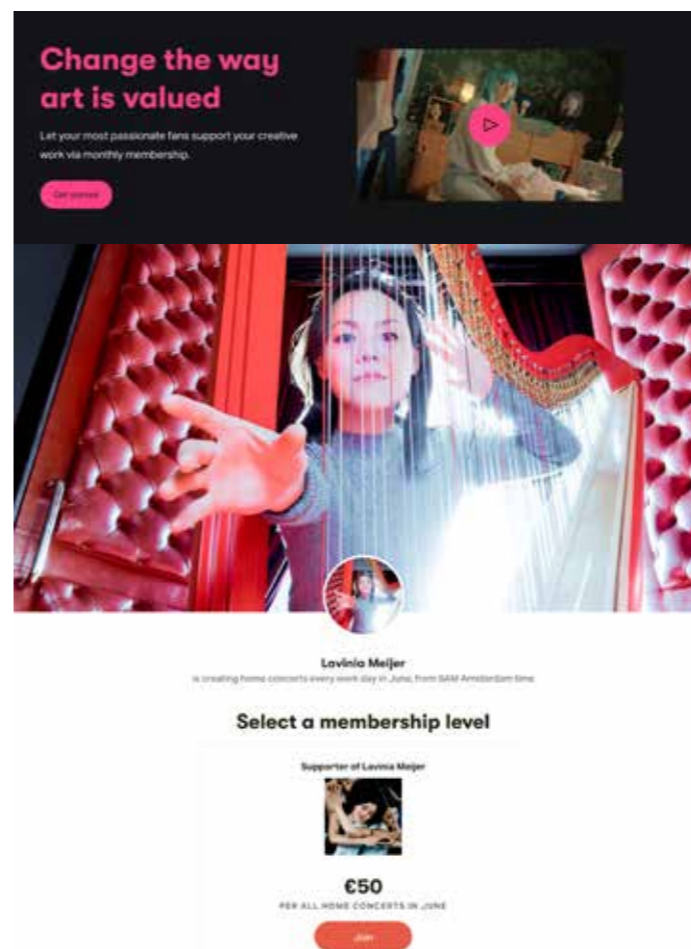 Change the way
art is valued
Let your most passionate fans support your creative
work via monthly membership.
Get started
Lavinia Meijer
is creating home concerts every work day in June, from 9AM Amsterdam time
Select a membership level
Supporter of Lavinia Meijer
€50
PER ALL HOME CONCERTS IN JUNE
Join